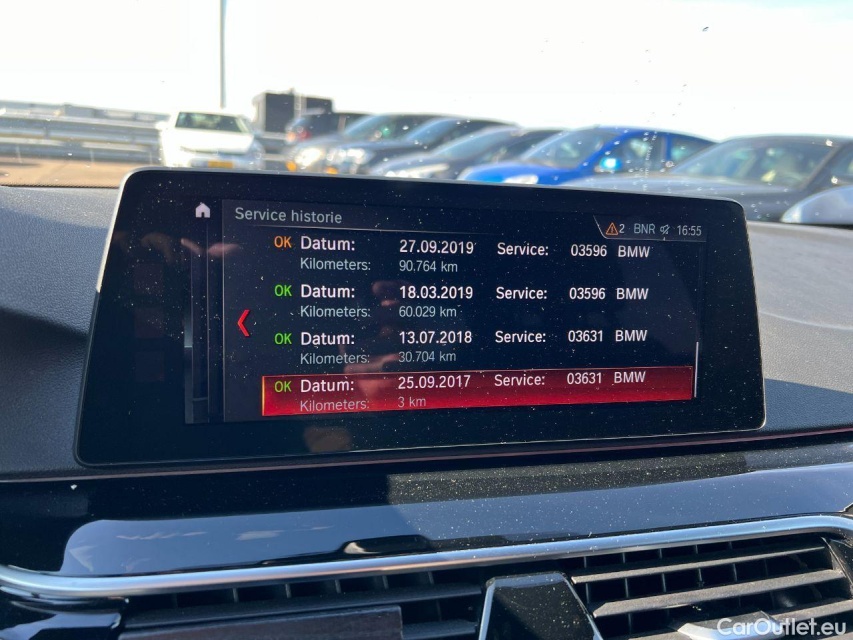 Service historie
2 BNR 16:55
OK Datum: 27.09.2019 Service: 03596 BMW
Kilometers: 90.764 km
OK Datum: 18.03.2019 Service: 03596 BMW
Kilometers: 60.029 km
OK Datum: 13.07.2018 Service: 03631 BMW
Kilometers: 30.704 km
OK Datum: 25.09.2017 Service: 03631 BMW
Kilometers: 3 km
CarOutlet.eu